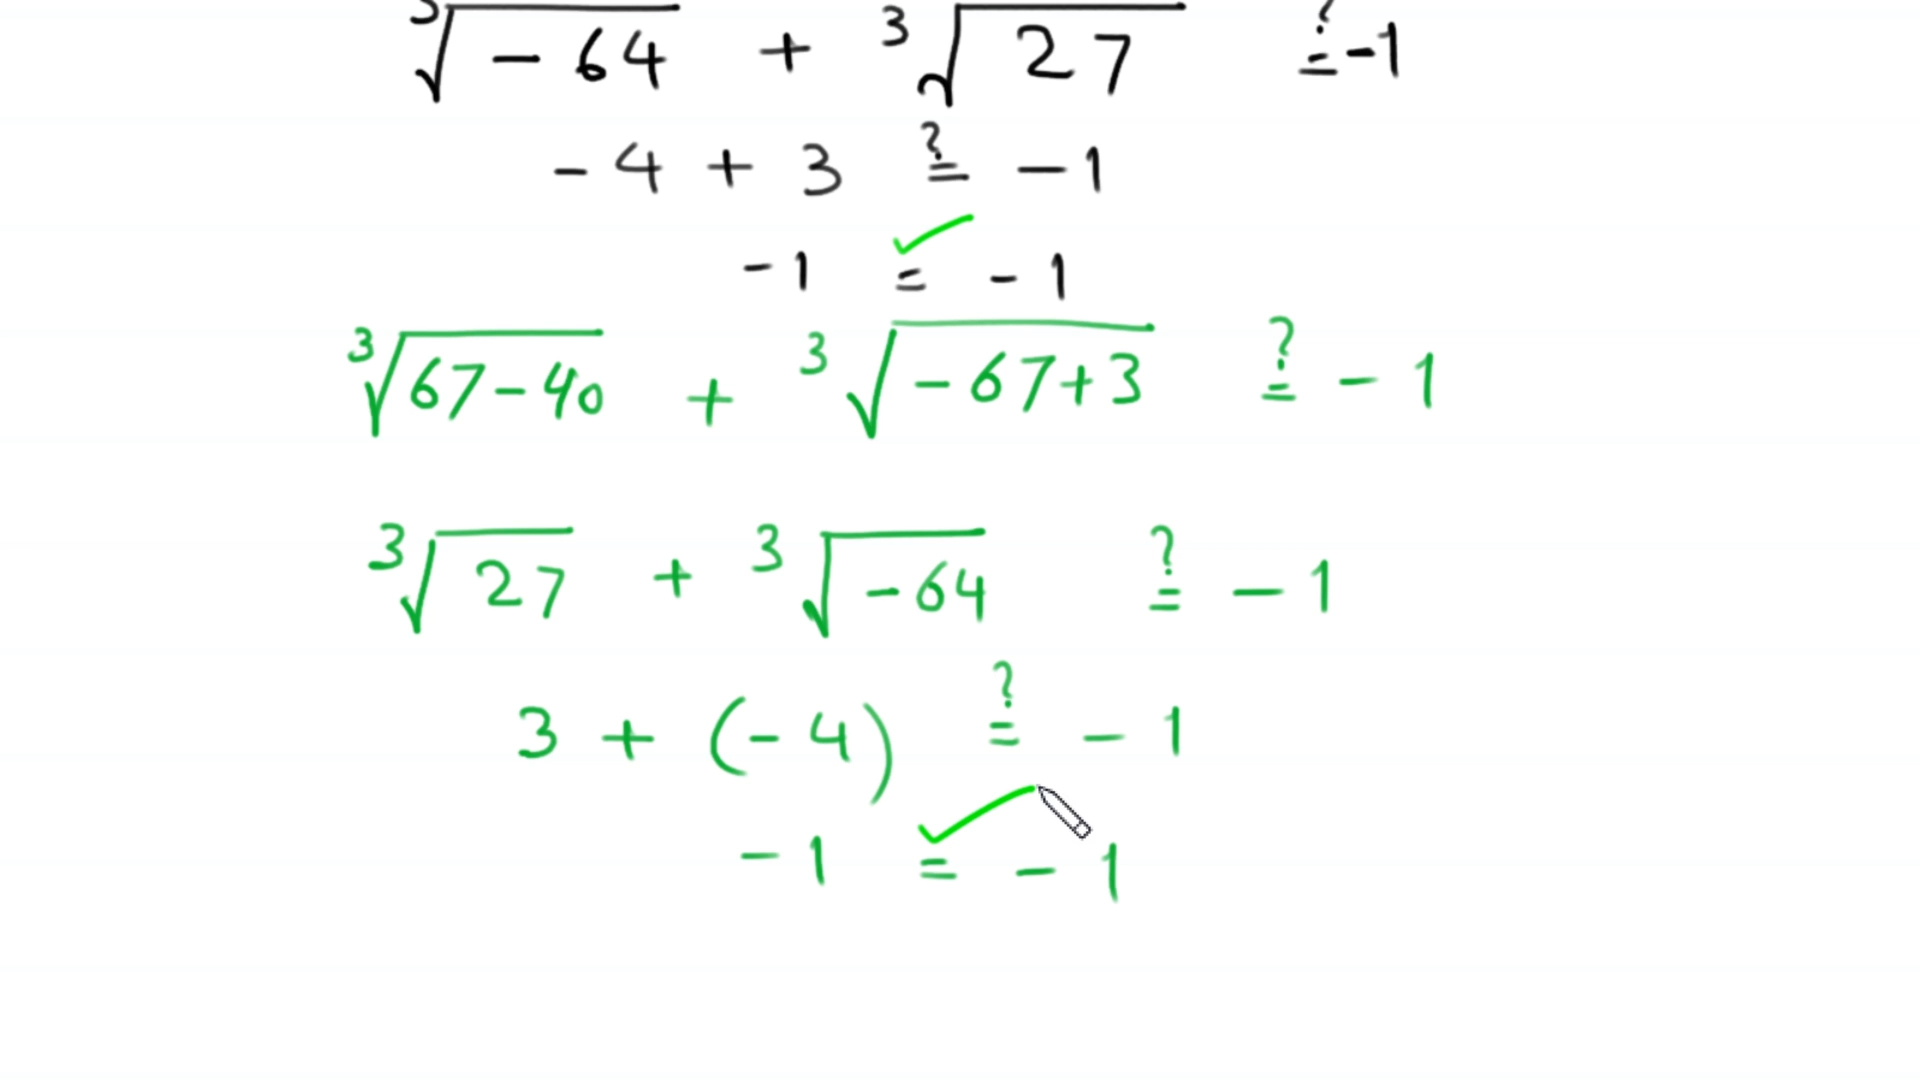 ∛-64 + ∛27 ≟ -1
-4 + 3 ≟ -1
-1 = -1
∛67-40 + ∛-67+3 ≟ -1
∛27 + ∛-64 ≟ -1
3 + (-4) ≟ -1
-1 = -1